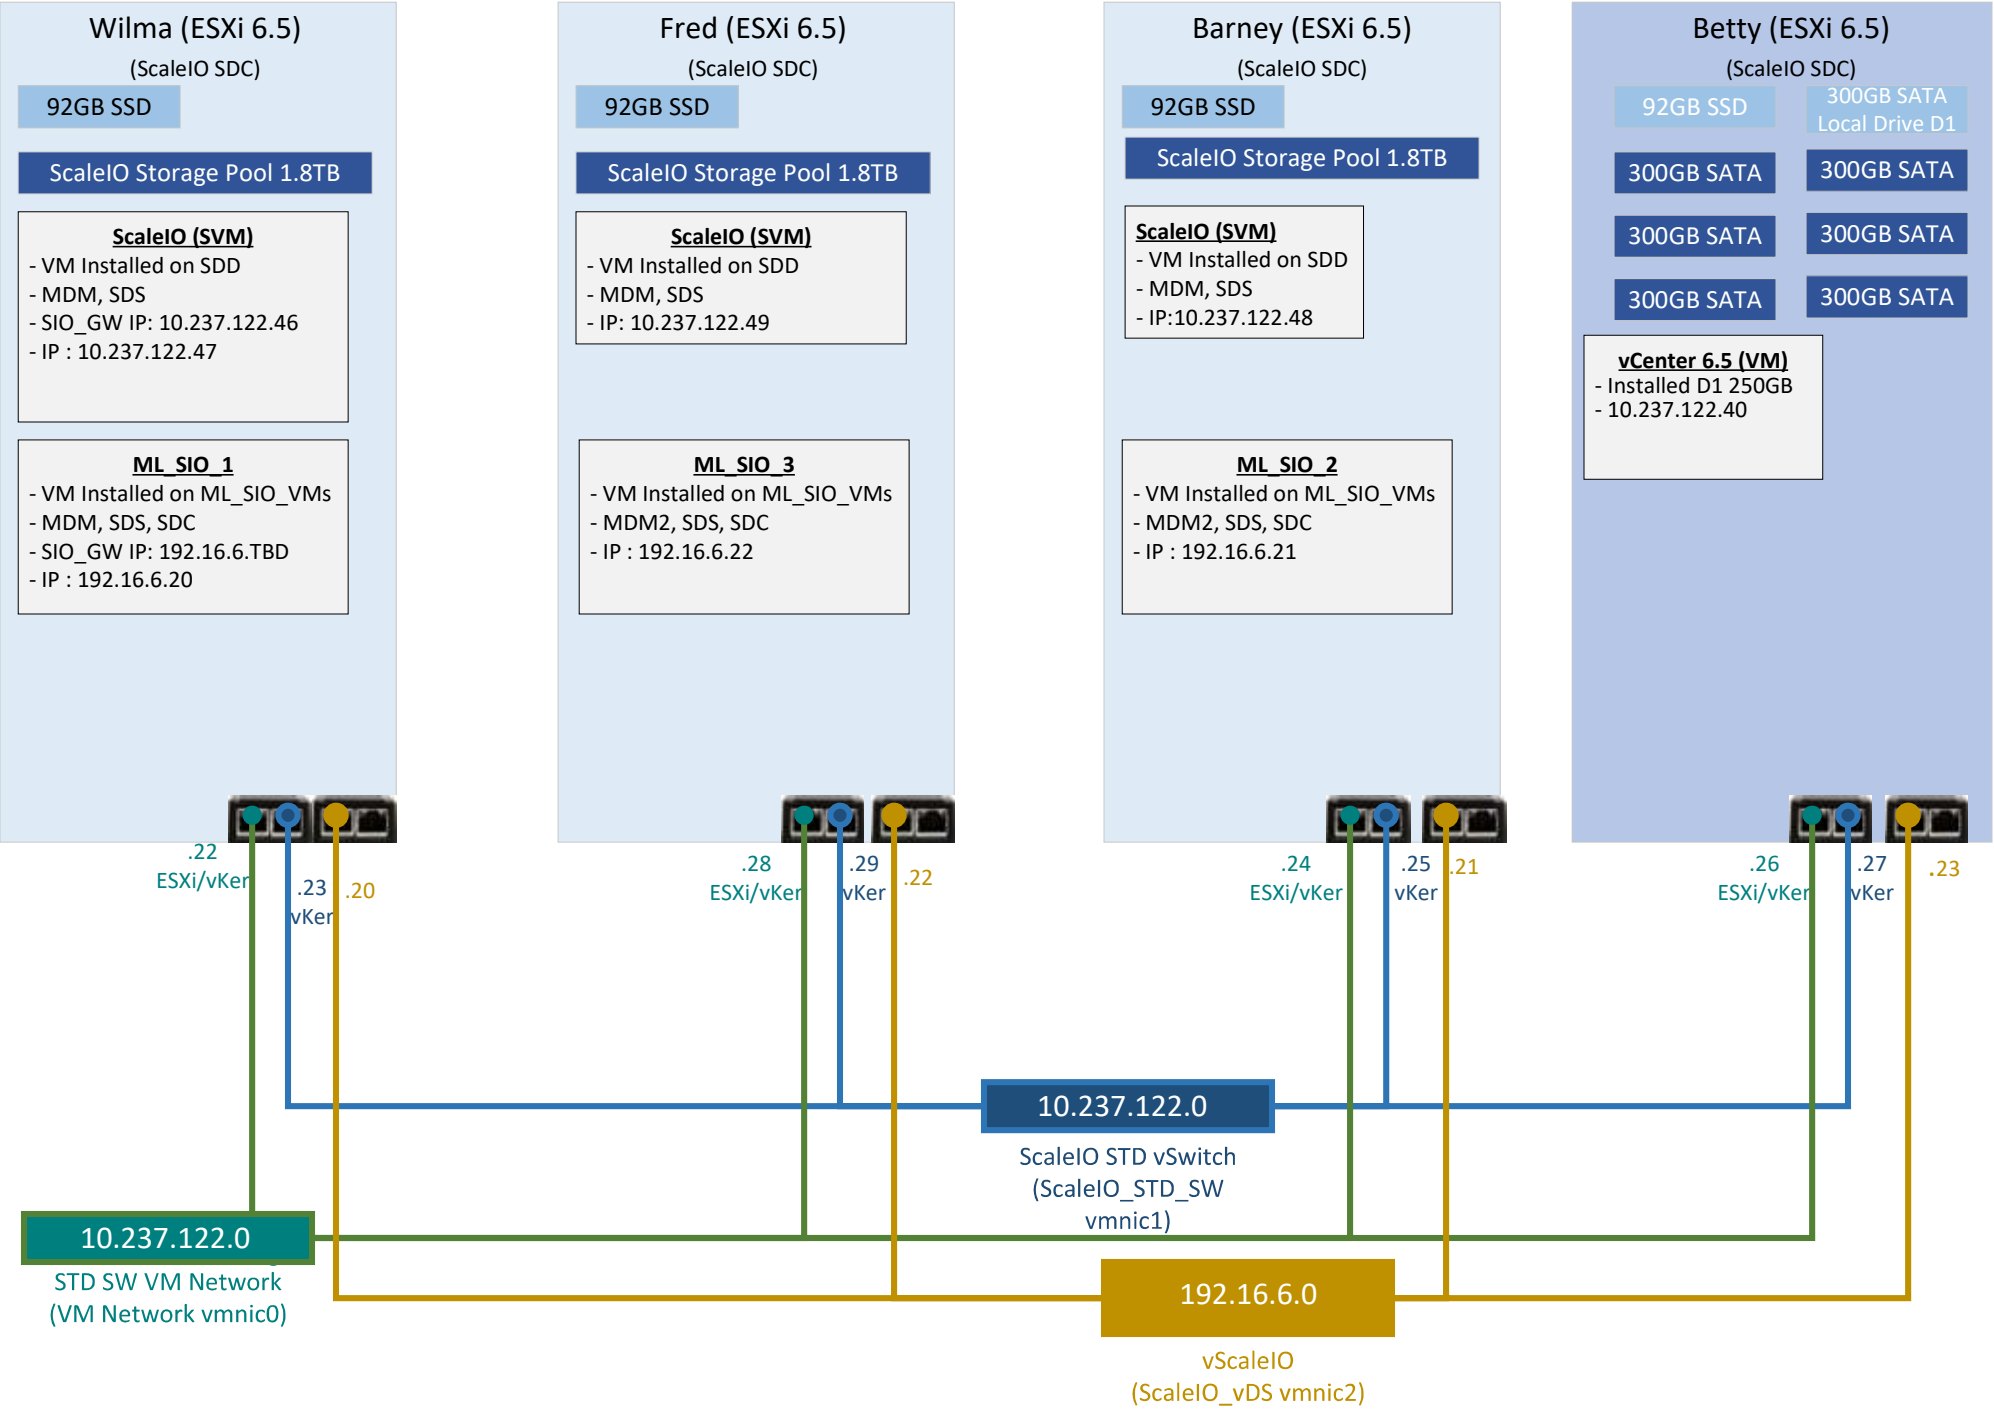 Wilma (ESXi 6.5)
(ScaleIO SDC)
92GB SSD
ScaleIO Storage Pool 1.8TB
ScaleIO (SVM)
- VM Installed on SDD
- MDM, SDS
- SIO_GW IP: 10.237.122.46
- IP : 10.237.122.47
ML_SIO_1
- VM Installed on ML_SIO_VMs
- MDM, SDS, SDC
- SIO_GW IP: 192.16.6.TBD
- IP : 192.16.6.20
Fred (ESXi 6.5)
(ScaleIO SDC)
92GB SSD
ScaleIO Storage Pool 1.8TB
ScaleIO (SVM)
- VM Installed on SDD
- MDM, SDS
- IP: 10.237.122.49
ML_SIO_3
- VM Installed on ML_SIO_VMs
- MDM2, SDS, SDC
- IP : 192.16.6.22
Barney (ESXi 6.5)
(ScaleIO SDC)
92GB SSD
ScaleIO Storage Pool 1.8TB
ScaleIO (SVM)
- VM Installed on SDD
- MDM, SDS
- IP:10.237.122.48
ML_SIO_2
- VM Installed on ML_SIO_VMs
- MDM2, SDS, SDC
- IP : 192.16.6.21
Betty (ESXi 6.5)
(ScaleIO SDC)
92GB SSD
300GB SATA
Local Drive D1
300GB SATA
300GB SATA
300GB SATA
300GB SATA
300GB SATA
300GB SATA
vCenter 6.5 (VM)
- Installed D1 250GB
- 10.237.122.40
.22
ESXi/vKer
.23
vKer
.20
.28
ESXi/vKer
.29
vKer
.22
.24
ESXi/vKer
.25
vKer
.21
.26
ESXi/vKer
.27
vKer
.23
10.237.122.0
ScaleIO STD vSwitch
(ScaleIO_STD_SW
vmnic1)
10.237.122.0
STD SW VM Network
(VM Network vmnic0)
192.16.6.0
vScaleIO
(ScaleIO_vDS vmnic2)